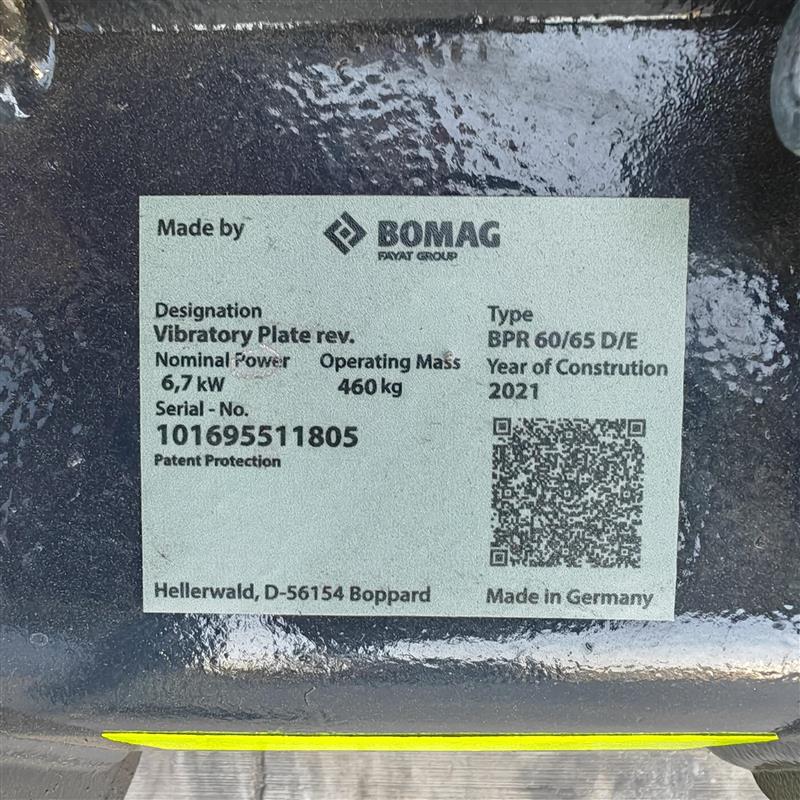 Made by
BOMAG
FAYAT GROUP
Designation
Vibratory Plate rev.
Type
BPR 60/65 D/E
Nominal Power
6,7 kW
Operating Mass
460 kg
Year of Constrution
2021
Serial - No.
101695511805
Patent Protection
Hellerwald, D-56154 Boppard
Made in Germany